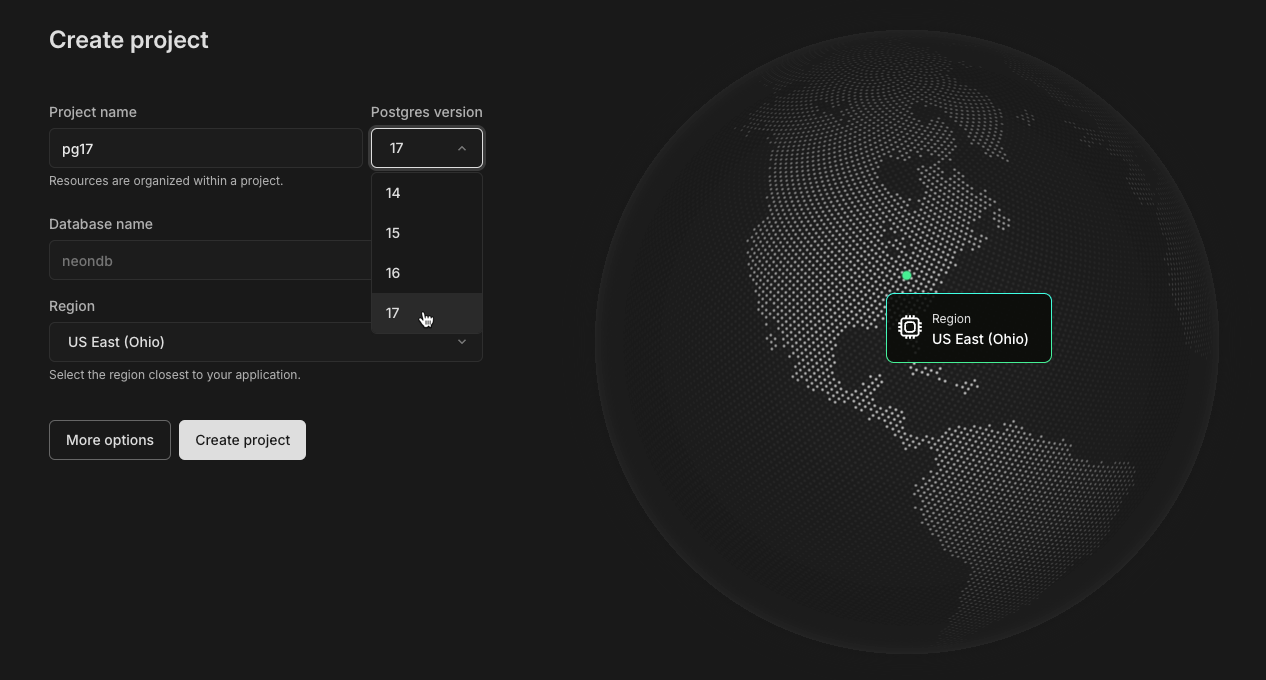 Create project
Project name
Postgres version
pg17
17
Resources are organized within a project.
14
15
16
17
Database name
neondb
Region
US East (Ohio)
Select the region closest to your application.
More options
Create project
Region
US East (Ohio)